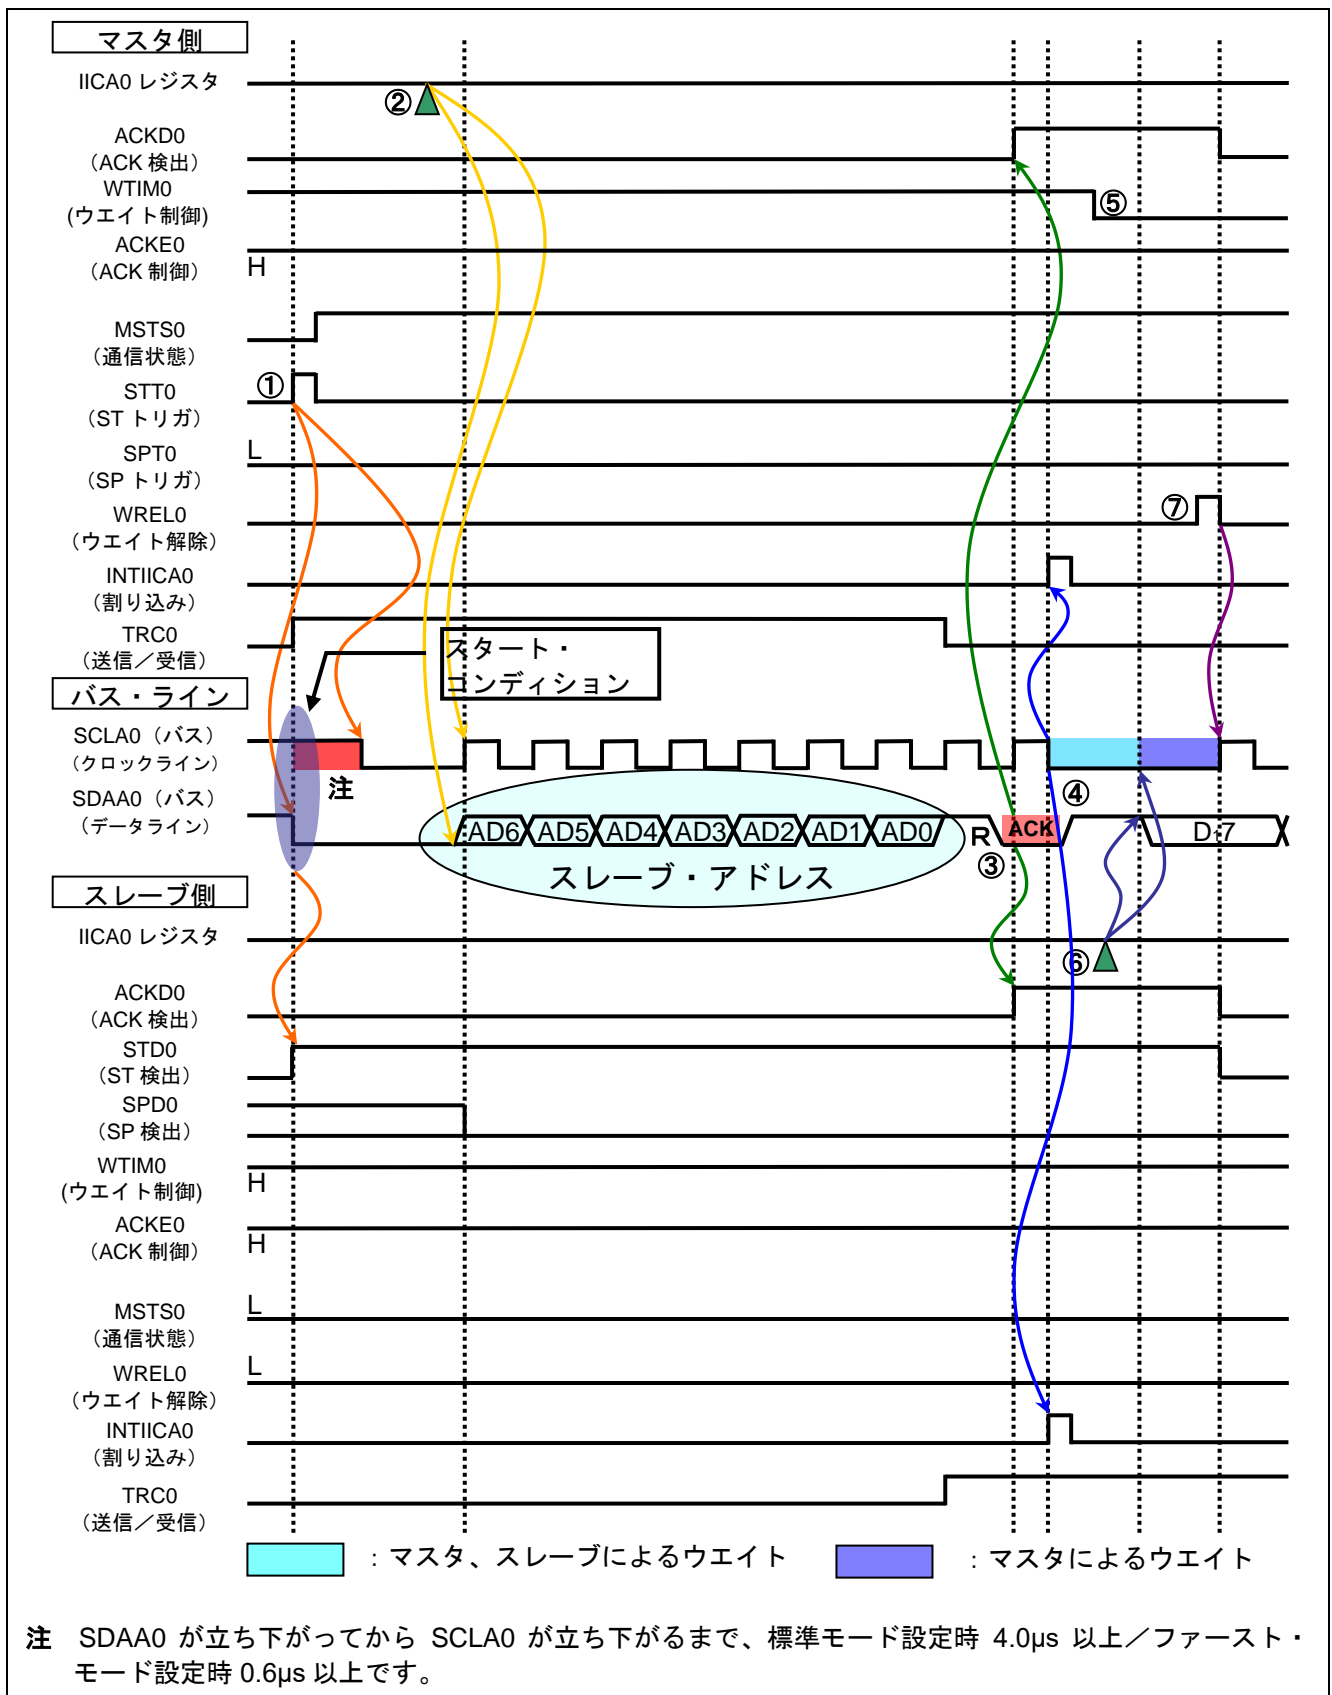 マスタ側
IICA0 レジスタ
②
ACKD0
（ACK 検出）
WTIM0
(ウエイト制御)
⑤
ACKE0
（ACK 制御）
H
MSTS0
（通信状態）
①
STT0
（ST トリガ）
SPT0
（SP トリガ）
L
WREL0
（ウエイト解除）
⑦
INTIICA0
（割り込み）
TRC0
（送信／受信）
スタート・
コンディション
バス・ライン
SCLA0（バス）
（クロックライン）
注
④
SDAA0（バス）
（データライン）
AD6 AD5 AD4 AD3 AD2 AD1 AD0 R ACK D17
③
スレーブ・アドレス
スレーブ側
IICA0 レジスタ
⑥
ACKD0
（ACK 検出）
STD0
（ST 検出）
SPD0
（SP 検出）
WTIM0
(ウエイト制御)
H
ACKE0
（ACK 制御）
H
MSTS0
（通信状態）
L
WREL0
（ウエイト解除）
L
INTIICA0
（割り込み）
TRC0
（送信／受信）
：マスタ、スレーブによるウエイト
：マスタによるウエイト
注 SDAA0 が立ち下がってから SCLA0 が立ち下がるまで、標準モード設定時 4.0μs 以上／ファースト・
モード設定時 0.6μs 以上です。